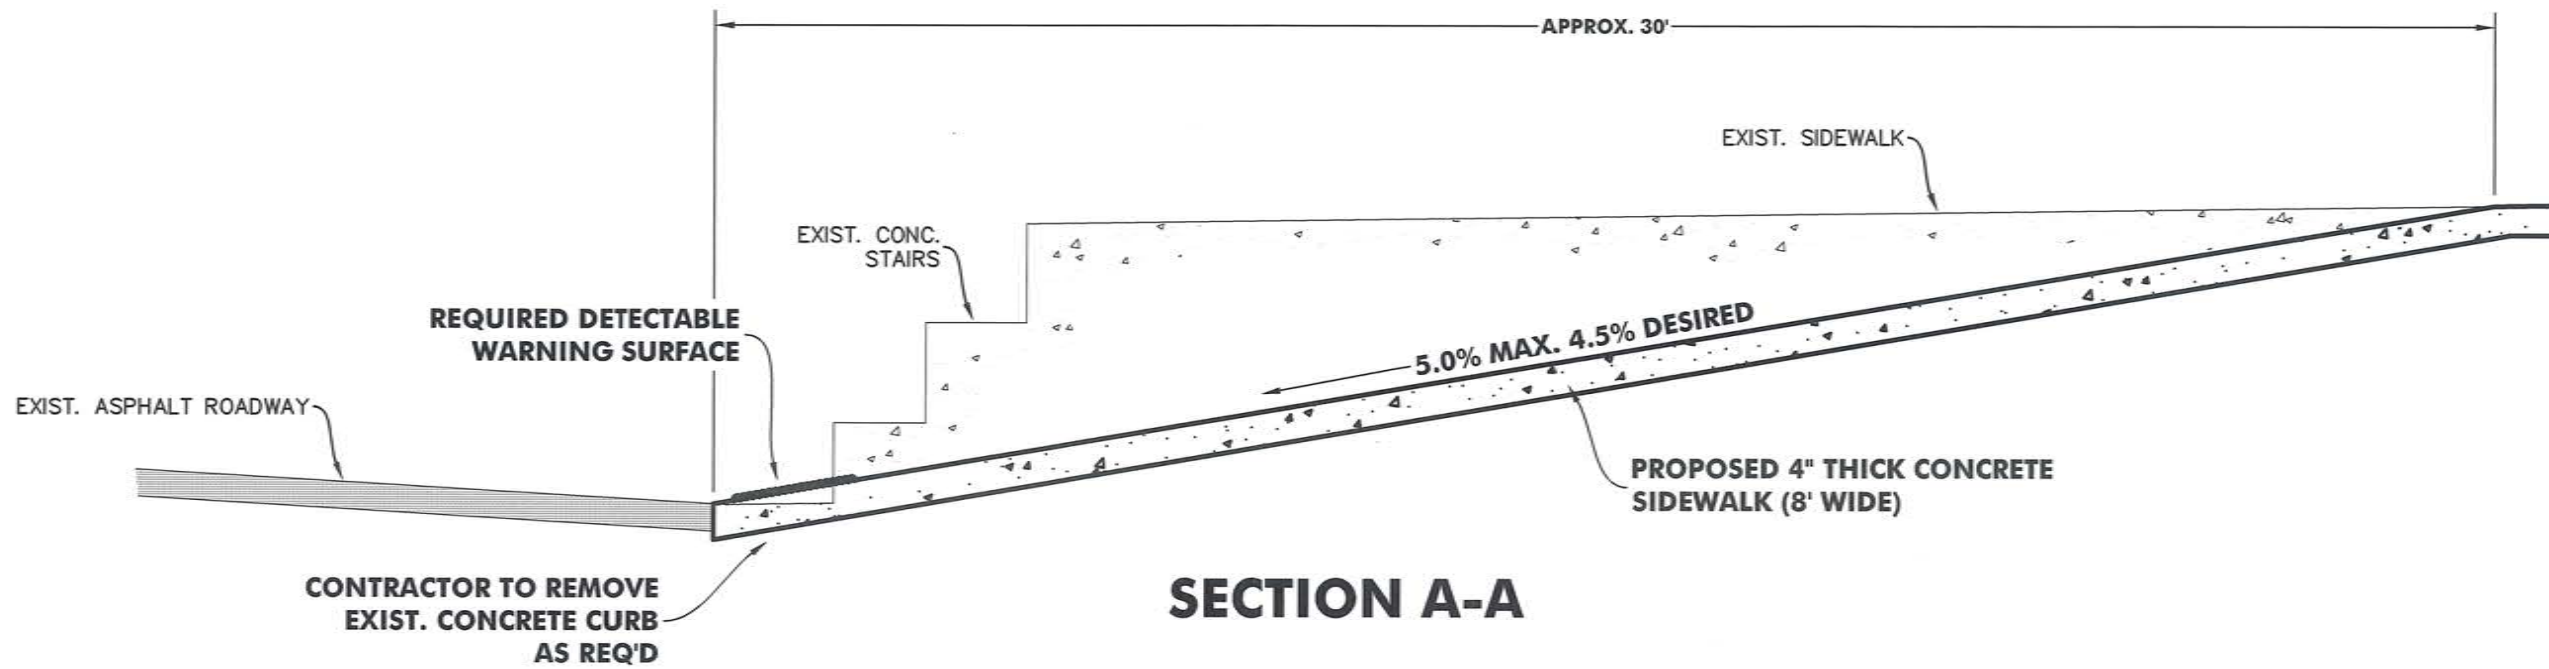 APPROX. 30'
EXIST. SIDEWALK
EXIST. CONC.
STAIRS
REQUIRED DETECTABLE
WARNING SURFACE
5.0% MAX. 4.5% DESIRED
EXIST. ASPHALT ROADWAY
PROPOSED 4" THICK CONCRETE
SIDEWALK (8' WIDE)
CONTRACTOR TO REMOVE
EXIST. CONCRETE CURB
AS REQ'D
SECTION A-A